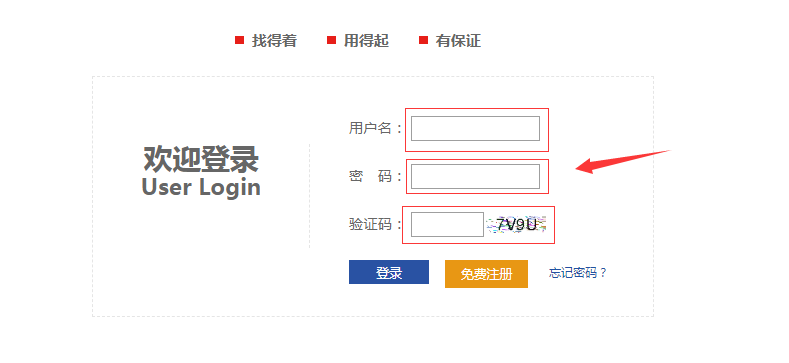 找得着 用得起 有保证
欢迎登录
User Login
用户名：
密 码：
验证码： 7V9U
登录 免费注册 忘记密码？